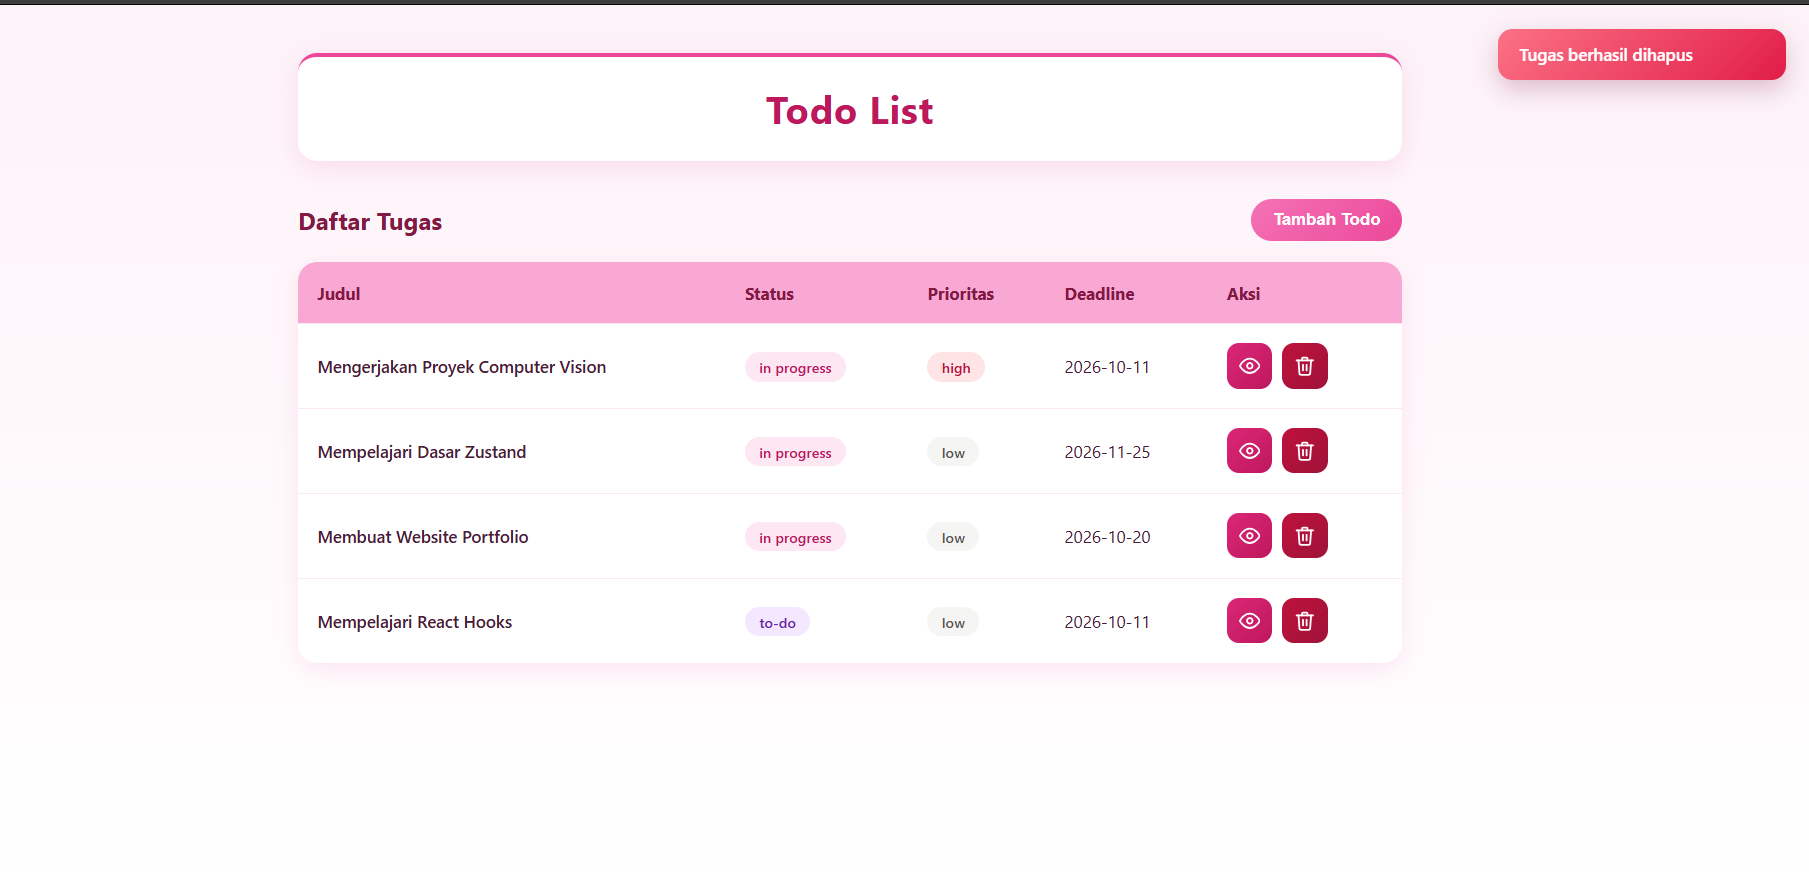 Tugas berhasil dihapus
Todo List
Daftar Tugas
Tambah Todo
Judul Status Prioritas Deadline Aksi
Mengerjakan Proyek Computer Vision in progress high 2026-10-11
Mempelajari Dasar Zustand in progress low 2026-11-25
Membuat Website Portfolio in progress low 2026-10-20
Mempelajari React Hooks to-do low 2026-10-11